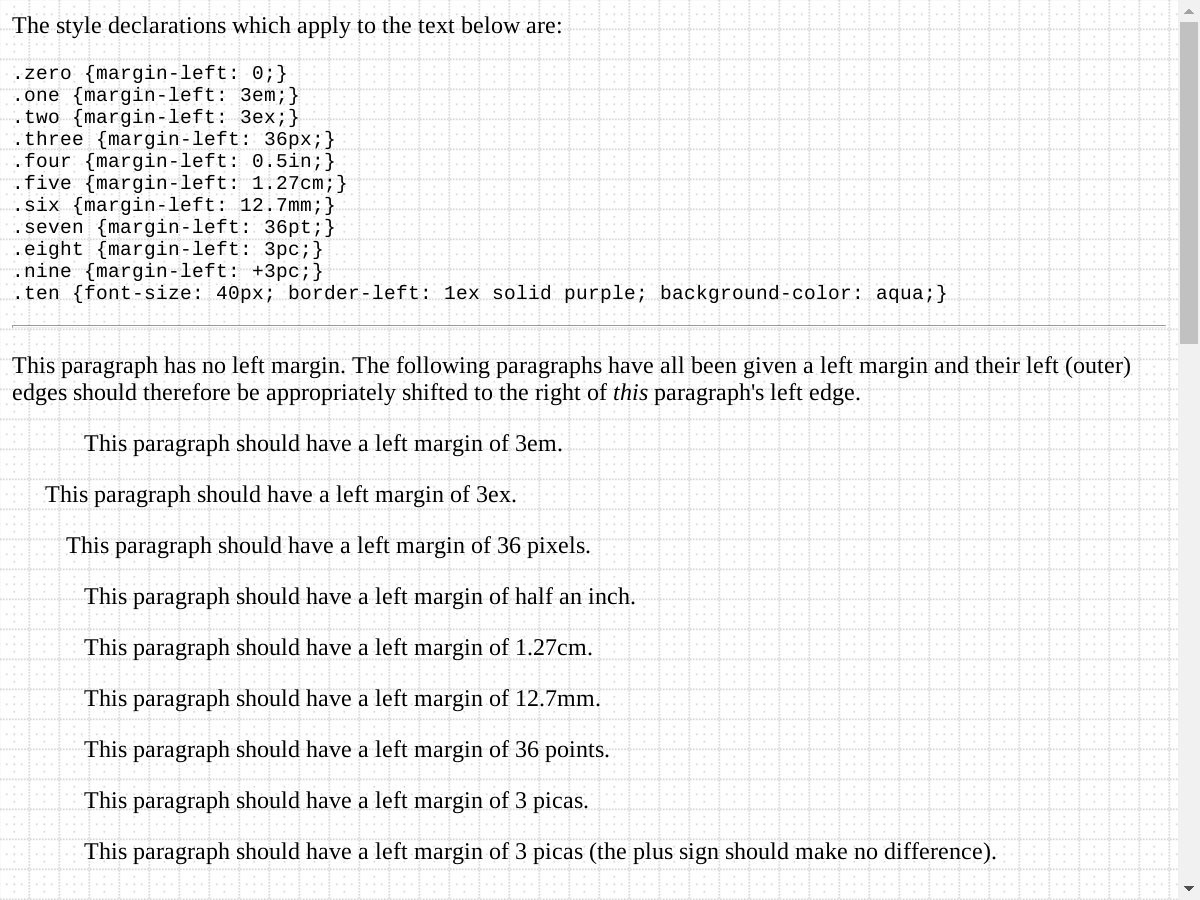 The style declarations which apply to the text below are:
.zero {margin-left: 0;}
.one {margin-left: 3em;}
.two {margin-left: 3ex;}
.three {margin-left: 36px;}
.four {margin-left: 0.5in;}
.five {margin-left: 1.27cm;}
.six {margin-left: 12.7mm;}
.seven {margin-left: 36pt;}
.eight {margin-left: 3pc;}
.nine {margin-left: +3pc;}
.ten {font-size: 40px; border-left: 1ex solid purple; background-color: aqua;}
This paragraph has no left margin. The following paragraphs have all been given a left margin and their left (outer)
edges should therefore be appropriately shifted to the right of this paragraph's left edge.
This paragraph should have a left margin of 3em.
This paragraph should have a left margin of 3ex.
This paragraph should have a left margin of 36 pixels.
This paragraph should have a left margin of half an inch.
This paragraph should have a left margin of 1.27cm.
This paragraph should have a left margin of 12.7mm.
This paragraph should have a left margin of 36 points.
This paragraph should have a left margin of 3 picas.
This paragraph should have a left margin of 3 picas (the plus sign should make no difference).